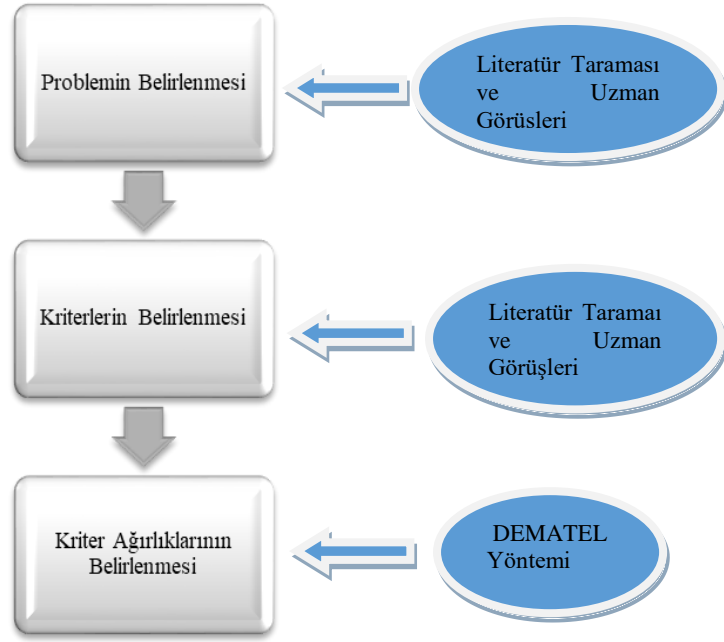 Problemin Belirlenmesi
Literatür Taraması
ve Uzman
Görüsleri
Kriterlerin Belirlenmesi
Literatür Taramaı
ve Uzman
Görüşleri
Kriter Ağırlıklarının
Belirlenmesi
DEMATEL
Yöntemi